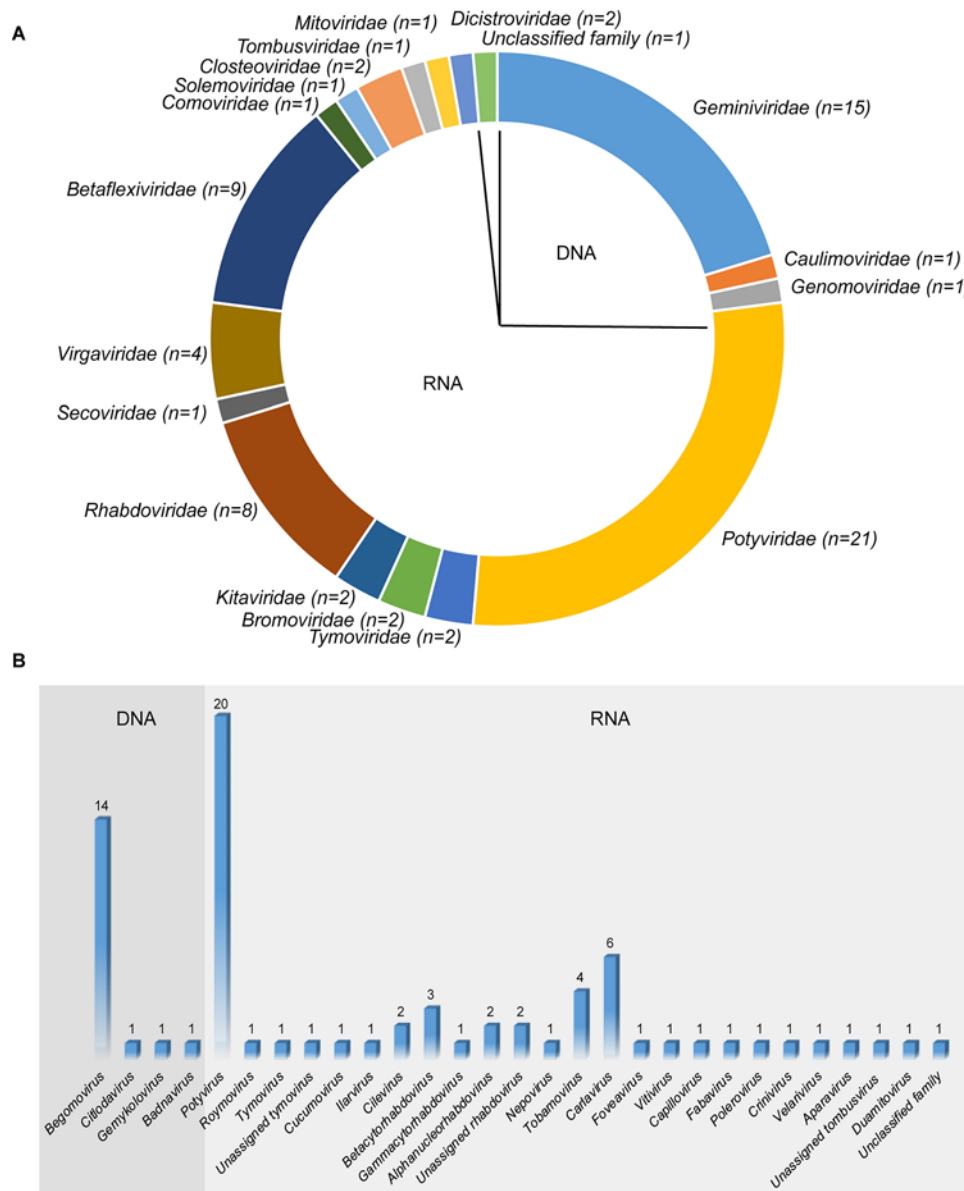 A
Mitoviridae (n=1)
Dicistroviridae (n=2)
Tombusviridae (n=1)
Unclassified family (n=1)
Closteoviridae (n=2)
Solemoviridae (n=1)
Comoviridae (n=1)
Geminiviridae (n=15)
Betaflexiviridae (n=9)
DNA
Caulimoviridae (n=1)
Genomoviridae (n=1
RNA
Virgaviridae (n=4)
Secoviridae (n=1)
Rhabdoviridae (n=8)
Potyviridae (n=21)
Kitaviridae (n=2)
Bromoviridae (n=2)
Tymoviridae (n=2)
B
DNA
RNA
14
1
1
1
20
1
1
1
1
1
2
3
1
2
2
1
4
6
1
1
1
1
1
1
1
1
1
1
1
Begomovirus
Citlodavirus
Gemykolovirus
Badnavirus
Potyvirus
Roymovirus
Tymovirus
Unassigned tymovirus
Cucumovirus
Ilarvirus
Cilevirus
Betacytorhabdovirus
Gammacytorhabdovirus
Alphanucleorhabdovirus
Unassigned rhabdovirus
Nepovirus
Tobamovirus
Carlavirus
Foveavirus
Vitivirus
Capillovirus
Fabavirus
Polerovirus
Crinivirus
Velarivirus
Aparavirus
Unassigned tombusvirus
Duamitovirus
Unclassified family